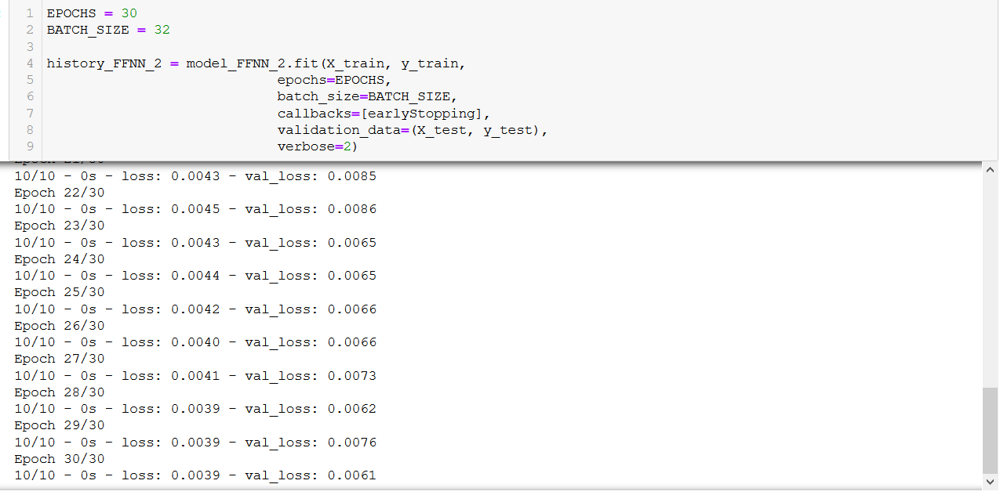 1 EPOCHS = 30
2 BATCH_SIZE = 32
3
4 history_FFNN_2 = model_FFNN_2.fit(X_train, y_train,
5 epochs=EPOCHS,
6 batch_size=BATCH_SIZE,
7 callbacks=[earlyStopping],
8 validation_data=(X_test, y_test),
9 verbose=2)
Epoch 21/30
10/10 - 0s - loss: 0.0043 - val_loss: 0.0085
Epoch 22/30
10/10 - 0s - loss: 0.0045 - val_loss: 0.0086
Epoch 23/30
10/10 - 0s - loss: 0.0043 - val_loss: 0.0065
Epoch 24/30
10/10 - 0s - loss: 0.0044 - val_loss: 0.0065
Epoch 25/30
10/10 - 0s - loss: 0.0042 - val_loss: 0.0066
Epoch 26/30
10/10 - 0s - loss: 0.0040 - val_loss: 0.0066
Epoch 27/30
10/10 - 0s - loss: 0.0041 - val_loss: 0.0073
Epoch 28/30
10/10 - 0s - loss: 0.0039 - val_loss: 0.0062
Epoch 29/30
10/10 - 0s - loss: 0.0039 - val_loss: 0.0076
Epoch 30/30
10/10 - 0s - loss: 0.0039 - val_loss: 0.0061